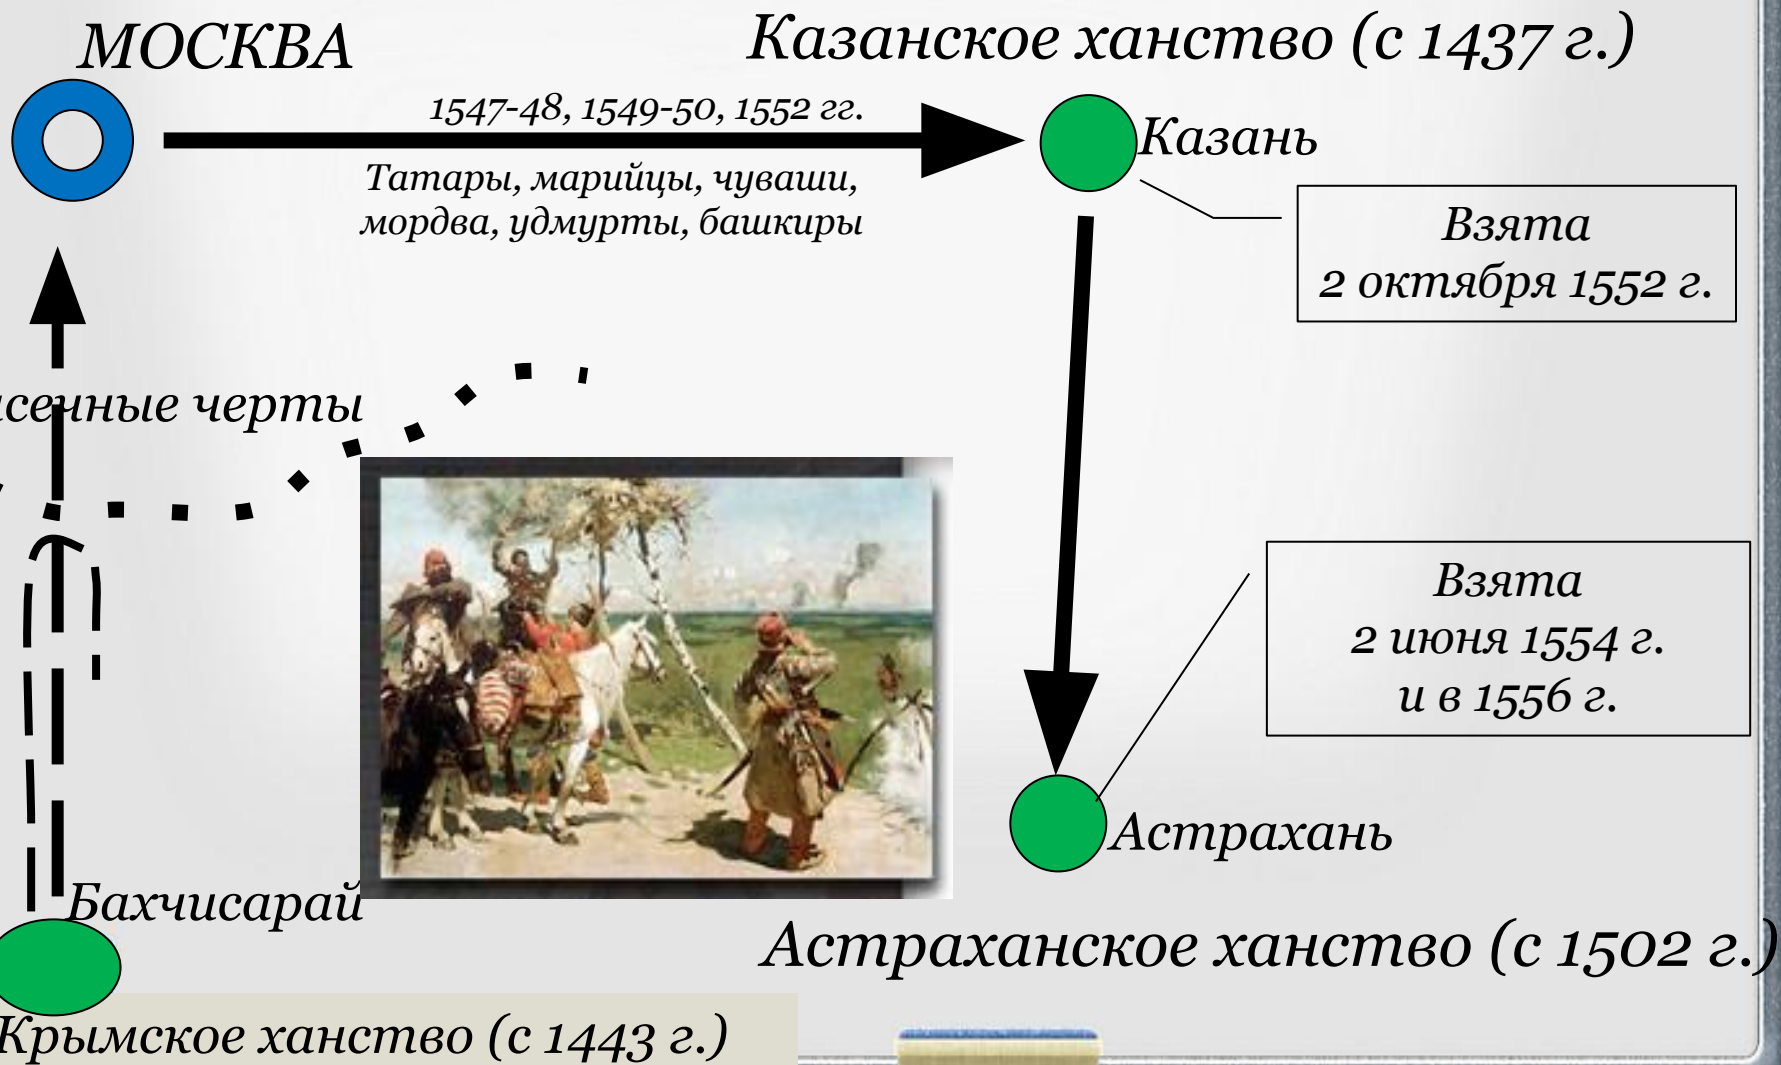 МОСКВА
Казанское ханство (с 1437 г.)
1547-48, 1549-50, 1552 гг.
Казань
Татары, марийцы, чуваши,
мордва, удмурты, башкиры
Взята
2 октября 1552 г.
черты
Взята
2 июня 1554 г.
и в 1556 г.
Астрахань
Бахчисарай
Астраханское ханство (с 1502 г.)
Крымское ханство (с 1443 г.)